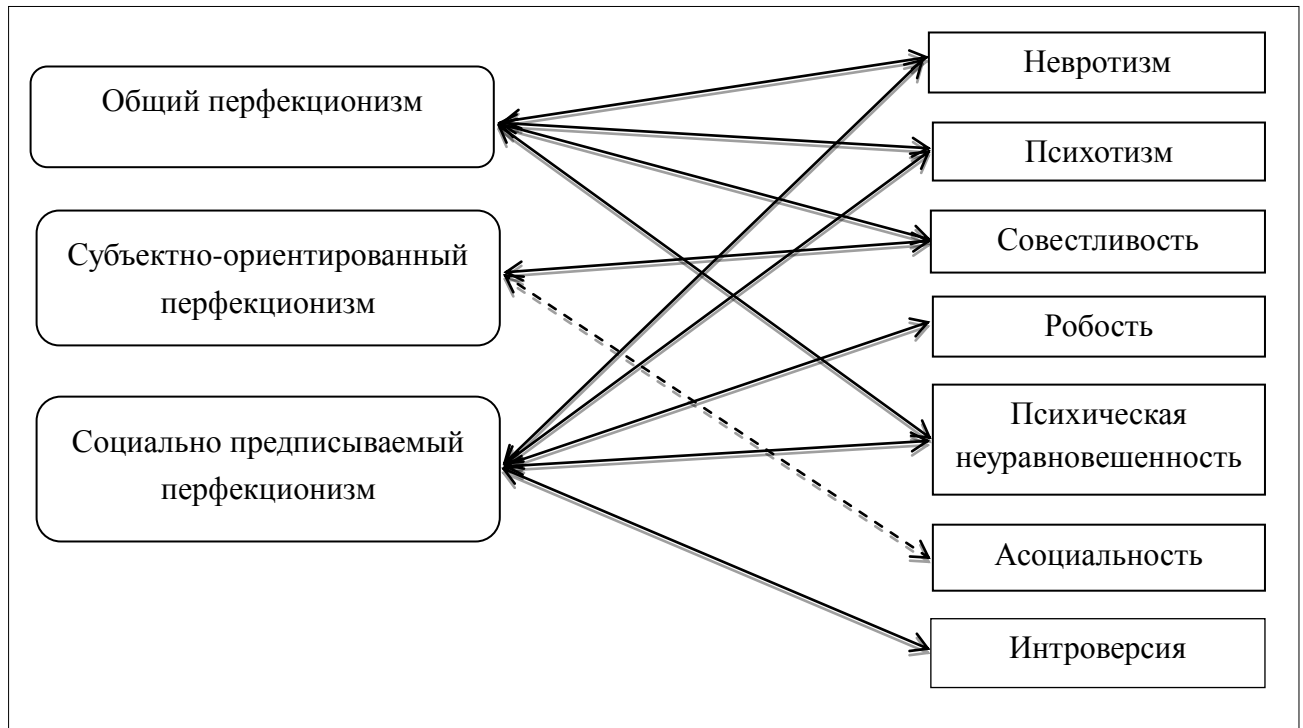 Общий перфекционизм
Субъектно-ориентированный
перфекционизм
Социально предписываемый
перфекционизм
Невротизм
Психотизм
Совестливость
Робость
Психическая
неуравновешенность
Асоциальность
Интроверсия